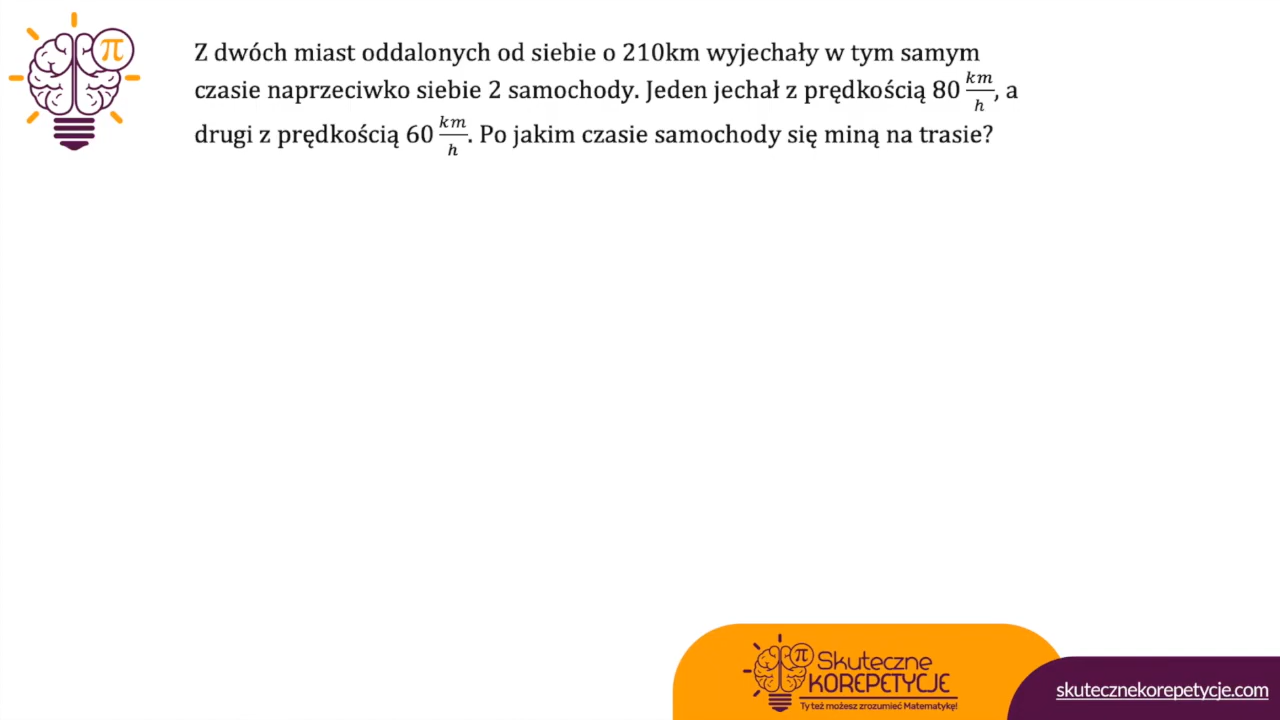 π
Z dwóch miast oddalonych od siebie o 210km wyjechały w tym samym
czasie naprzeciwko siebie 2 samochody. Jeden jechał z prędkością 80 km/h, a
drugi z prędkością 60 km/h. Po jakim czasie samochody się miną na trasie?
π
Skuteczne
KOREPETYCJE
Ty też możesz zrozumieć Matematykę!
skutecznekorepetycje.com